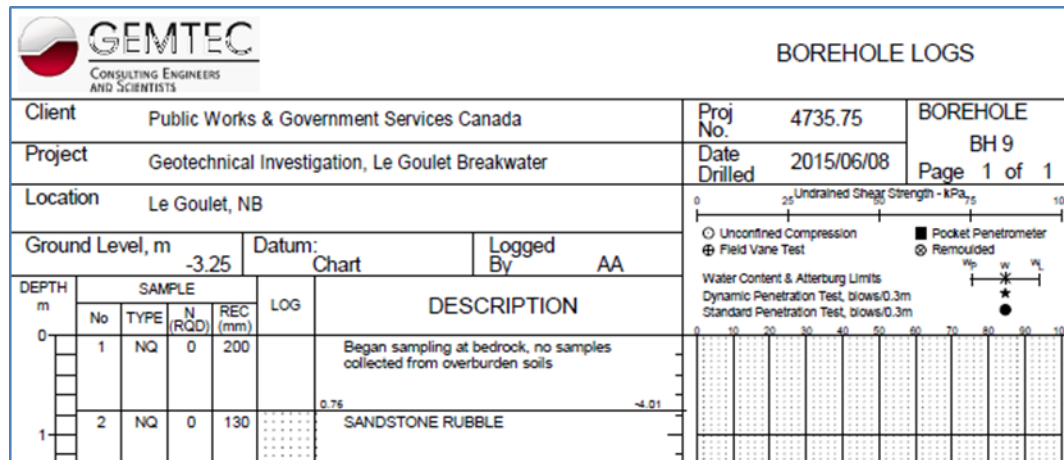 GEMTEC
CONSULTING ENGINEERS
AND SCIENTISTS
BOREHOLE LOGS
Client Public Works & Government Services Canada
Proj No. 4735.75
BOREHOLE
BH 9
Page 1 of 1
Project Geotechnical Investigation, Le Goulet Breakwater
Date Drilled 2015/06/08
Location Le Goulet, NB
Undrained Shear Strength - kPa
0 25 50 75 10
Unconfined Compression
Pocket Penetrometer
Field Vane Test
Remoulded
Ground Level, m -3.25
Datum: Chart
Logged By AA
Wp W WL
Water Content & Atterburg Limits
Dynamic Penetration Test, blows/0.3m
Standard Penetration Test, blows/0.3m
DEPTH m
SAMPLE
No TYPE N (RQD) REC (mm)
LOG
DESCRIPTION
0 10 20 30 40 50 60 70 80 90 10
0
1 NQ 0 200 Began sampling at bedrock, no samples
collected from overburden soils
0.76 -4.01
2 NQ 0 130 SANDSTONE RUBBLE
1